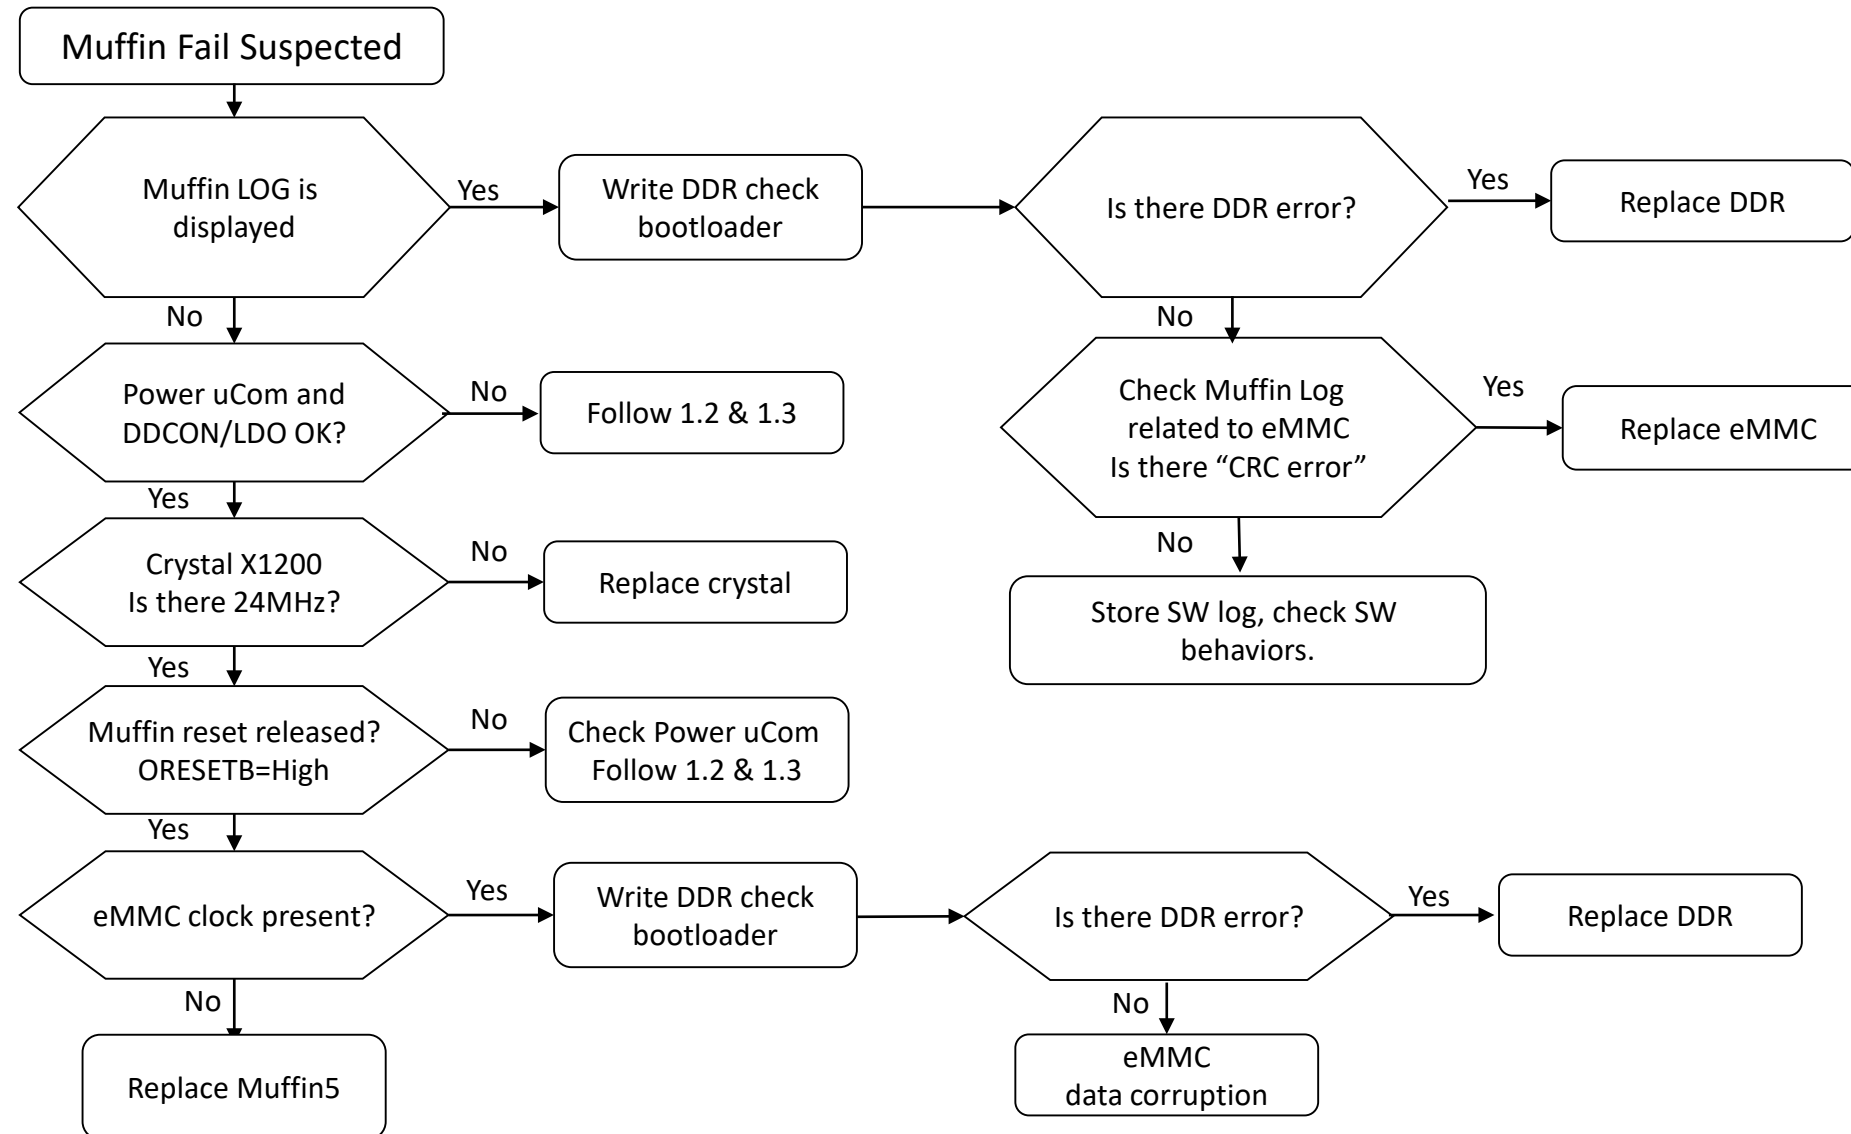 Muffin Fail Suspected
Muffin LOG is
displayed
Yes
Write DDR check
bootloader
Is there DDR error?
Yes
Replace DDR
No
No
Power uCom and
DDCON/LDO OK?
No
Follow 1.2 & 1.3
Check Muffin Log
related to eMMC
Is there “CRC error”
Yes
Replace eMMC
Yes
No
Crystal X1200
Is there 24MHz?
No
Replace crystal
Store SW log, check SW
behaviors.
Yes
Muffin reset released?
ORESETB=High
No
Check Power uCom
Follow 1.2 & 1.3
Yes
eMMC clock present?
Yes
Write DDR check
bootloader
Is there DDR error?
Yes
Replace DDR
No
No
Replace Muffin5
eMMC
data corruption